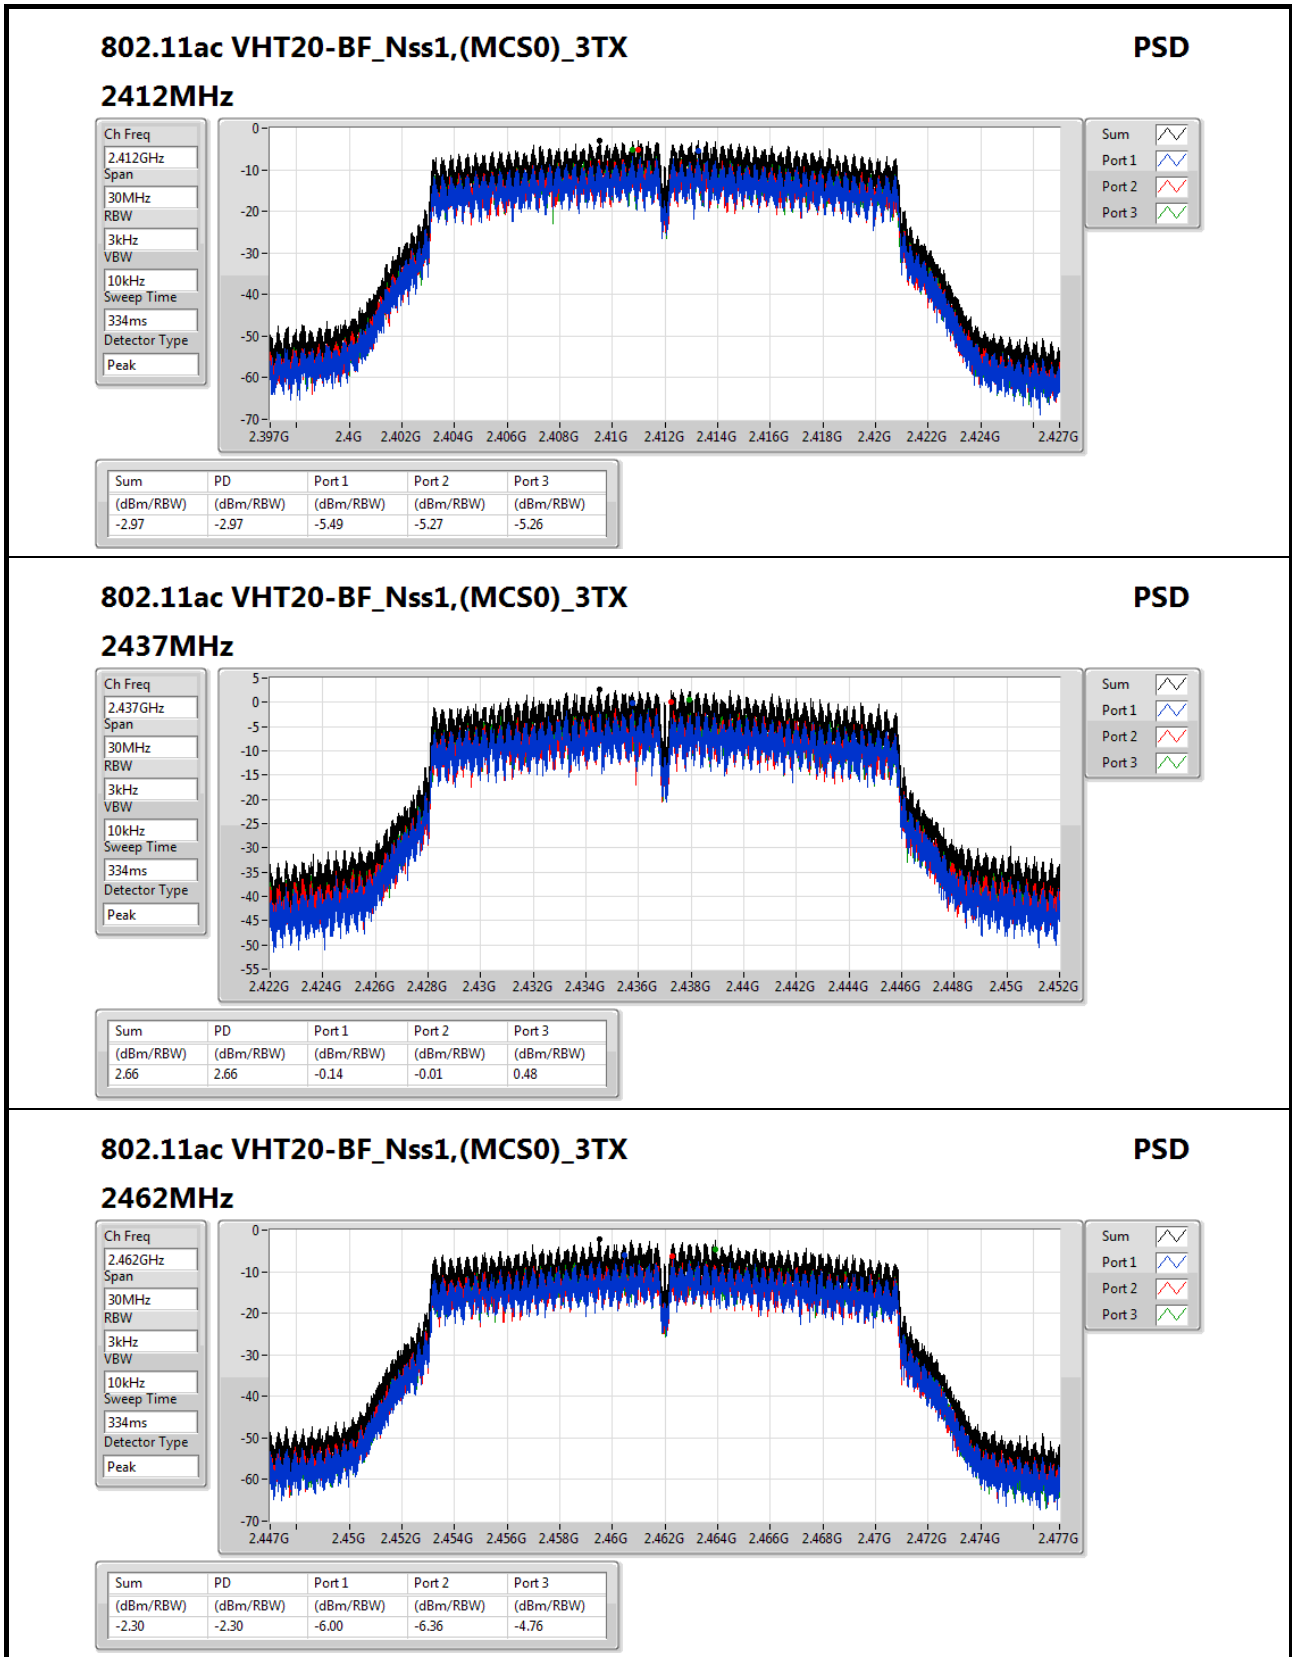 802.11ac VHT20-BF_Nss1,(MCS0)_3TX PSD
2412MHz
Ch Freq
2.412GHz
Span
30MHz
RBW
3kHz
VBW
10kHz
Sweep Time
334ms
Detector Type
Peak
0
-10
-20
-30
-40
-50
-60
-70
2.397G 2.4G 2.402G 2.404G 2.406G 2.408G 2.41G 2.412G 2.414G 2.416G 2.418G 2.42G 2.422G 2.424G 2.427G
Sum
Port 1
Port 2
Port 3
Sum PD Port 1 Port 2 Port 3
(dBm/RBW) (dBm/RBW) (dBm/RBW) (dBm/RBW) (dBm/RBW)
-2.97 -2.97 -5.49 -5.27 -5.26
802.11ac VHT20-BF_Nss1,(MCS0)_3TX PSD
2437MHz
Ch Freq
2.437GHz
Span
30MHz
RBW
3kHz
VBW
10kHz
Sweep Time
334ms
Detector Type
Peak
5
0
-5
-10
-15
-20
-25
-30
-35
-40
-45
-50
-55
2.422G 2.424G 2.426G 2.428G 2.43G 2.432G 2.434G 2.436G 2.438G 2.44G 2.442G 2.444G 2.446G 2.448G 2.45G 2.452G
Sum
Port 1
Port 2
Port 3
Sum PD Port 1 Port 2 Port 3
(dBm/RBW) (dBm/RBW) (dBm/RBW) (dBm/RBW) (dBm/RBW)
2.66 2.66 -0.14 -0.01 0.48
802.11ac VHT20-BF_Nss1,(MCS0)_3TX PSD
2462MHz
Ch Freq
2.462GHz
Span
30MHz
RBW
3kHz
VBW
10kHz
Sweep Time
334ms
Detector Type
Peak
0
-10
-20
-30
-40
-50
-60
-70
2.447G 2.45G 2.452G 2.454G 2.456G 2.458G 2.46G 2.462G 2.464G 2.466G 2.468G 2.47G 2.472G 2.474G 2.477G
Sum
Port 1
Port 2
Port 3
Sum PD Port 1 Port 2 Port 3
(dBm/RBW) (dBm/RBW) (dBm/RBW) (dBm/RBW) (dBm/RBW)
-2.30 -2.30 -6.00 -6.36 -4.76